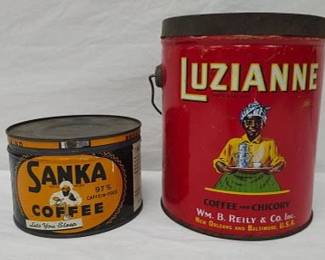 SANKA
97%
CAFFEIN FREE
COFFEE
Lets You Sleep
LUZIANNE
COFFEE AND CHICORY
WM. B. REILY & CO. INC.
NEW ORLEANS AND BALTIMORE, U.S.A.